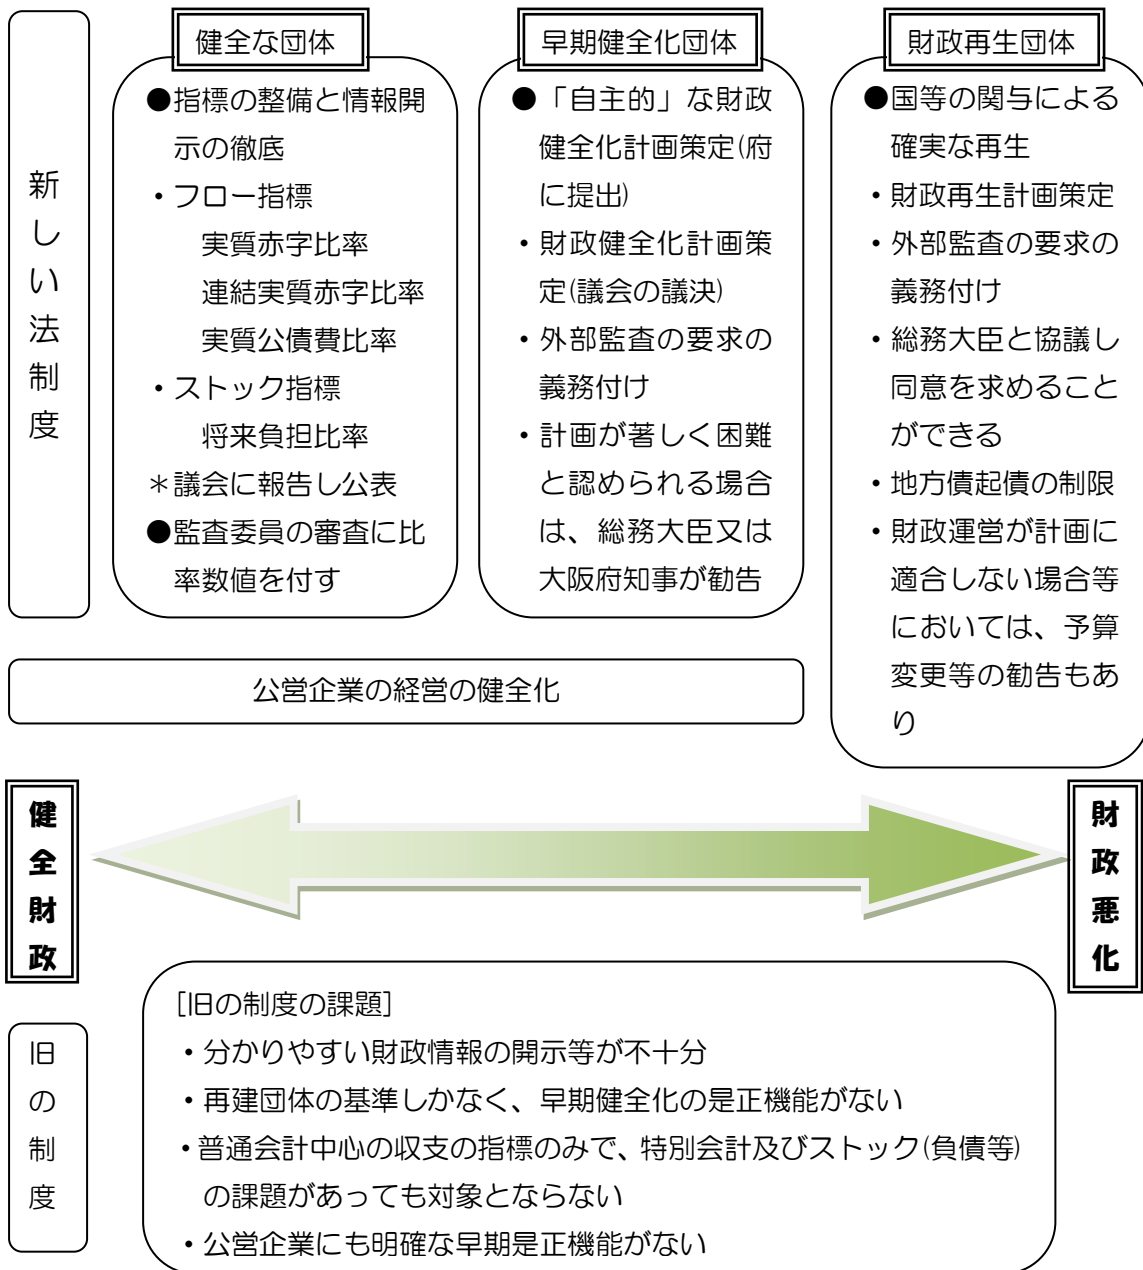 新しい法制度
健全な団体
●指標の整備と情報開
示の徹底
・フロー指標
実質赤字比率
連結実質赤字比率
実質公債費比率
・ストック指標
将来負担比率
＊議会に報告し公表
●監査委員の審査に比
率数値を付す
早期健全化団体
●「自主的」な財政
健全化計画策定(府
に提出)
・財政健全化計画策
定(議会の議決)
・外部監査の要求の
義務付け
・計画が著しく困難
と認められる場合
は、総務大臣又は
大阪府知事が勧告
財政再生団体
●国等の関与による
確実な再生
・財政再生計画策定
・外部監査の要求の
義務付け
・総務大臣と協議し
同意を求めること
ができる
・地方債起債の制限
・財政運営が計画に
適合しない場合等
においては、予算
変更等の勧告もあ
り
公営企業の経営の健全化
健全財政
財政悪化
旧の制度
[旧の制度の課題]
・分かりやすい財政情報の開示等が不十分
・再建団体の基準しかなく、早期健全化の是正機能がない
・普通会計中心の収支の指標のみで、特別会計及びストック(負債等)
の課題があっても対象とならない
・公営企業にも明確な早期是正機能がない